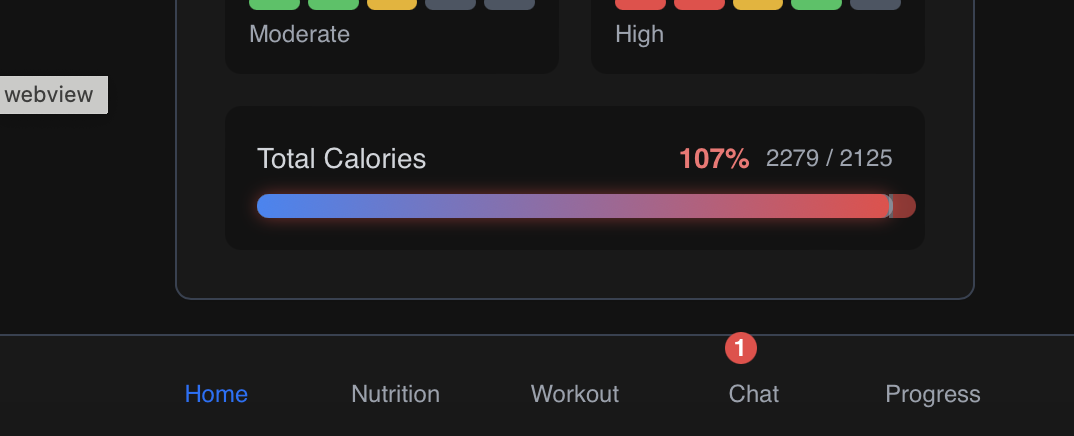 Moderate
High
webview
Total Calories 107% 2279 / 2125
1
Home Nutrition Workout Chat Progress